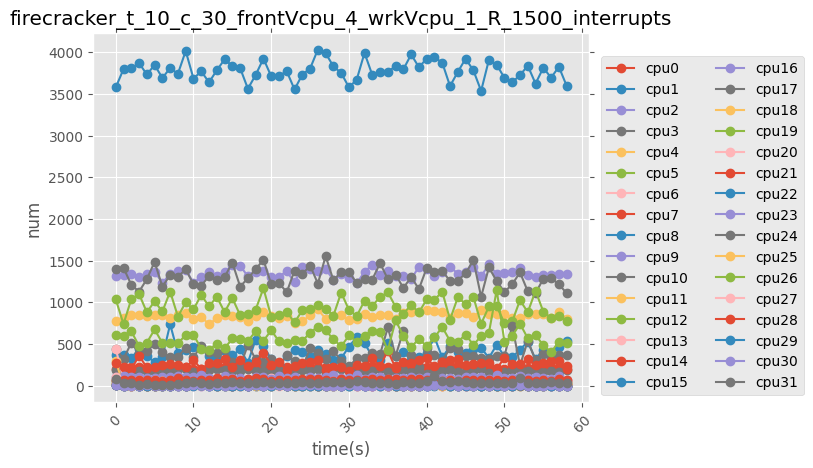 firecracker_t_10_c_30_frontVcpu_4_wrkVcpu_1_R_1500_interrupts
4000
3500
3000
2500
2000
1500
1000
500
0
num
0
10
20
30
40
50
60
time(s)
cpu0
cpu1
cpu2
cpu3
cpu4
cpu5
cpu6
cpu7
cpu8
cpu9
cpu10
cpu11
cpu12
cpu13
cpu14
cpu15
cpu16
cpu17
cpu18
cpu19
cpu20
cpu21
cpu22
cpu23
cpu24
cpu25
cpu26
cpu27
cpu28
cpu29
cpu30
cpu31